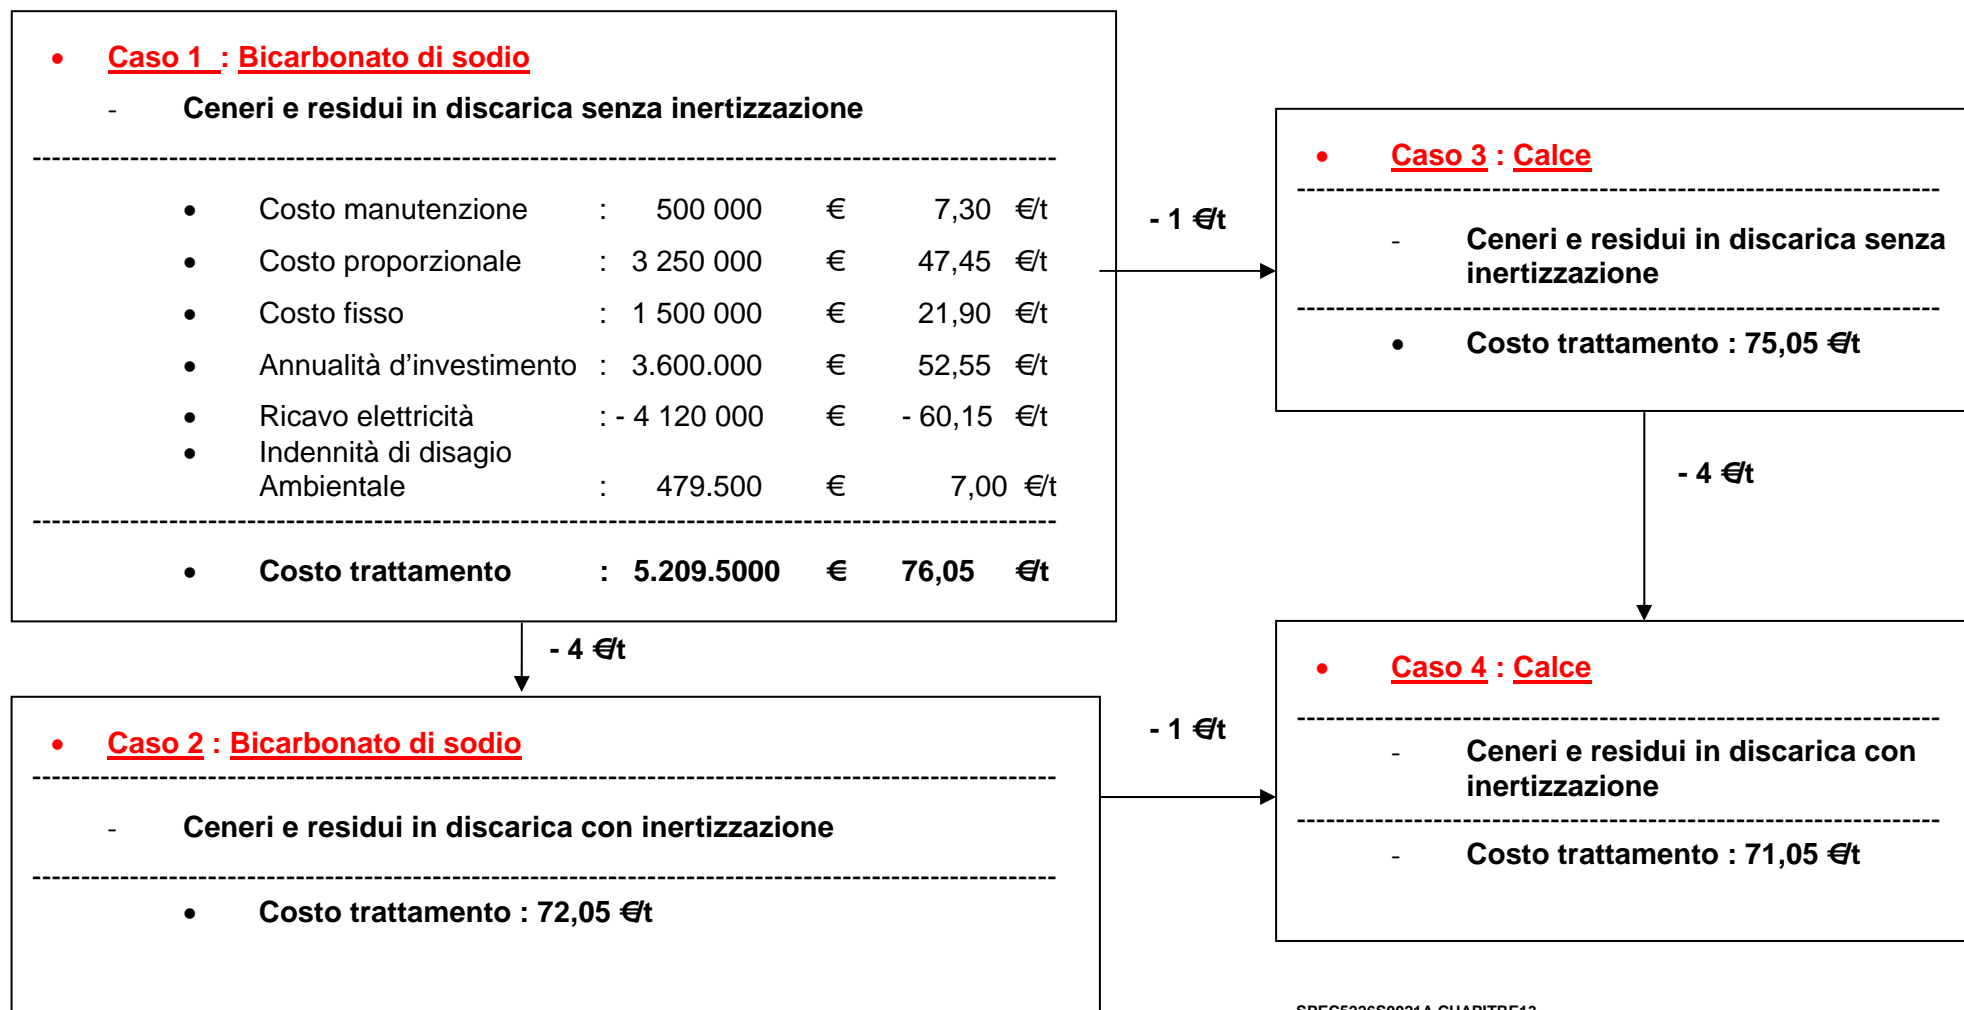 • Caso 1 : Bicarbonato di sodio
- Ceneri e residui in discarica senza inertizzazione
• Costo manutenzione : 500 000 € 7,30 €/t
• Costo proporzionale : 3 250 000 € 47,45 €/t
• Costo fisso : 1 500 000 € 21,90 €/t
• Annualità d’investimento : 3.600.000 € 52,55 €/t
• Ricavo elettricità : - 4 120 000 € - 60,15 €/t
• Indennità di disagio
Ambientale : 479.500 € 7,00 €/t
• Costo trattamento : 5.209.5000 € 76,05 €/t
- 1 €/t
• Caso 3 : Calce
- Ceneri e residui in discarica senza
inertizzazione
• Costo trattamento : 75,05 €/t
- 4 €/t
- 4 €/t
• Caso 2 : Bicarbonato di sodio
- Ceneri e residui in discarica con inertizzazione
• Costo trattamento : 72,05 €/t
- 1 €/t
• Caso 4 : Calce
- Ceneri e residui in discarica con
inertizzazione
- Costo trattamento : 71,05 €/t